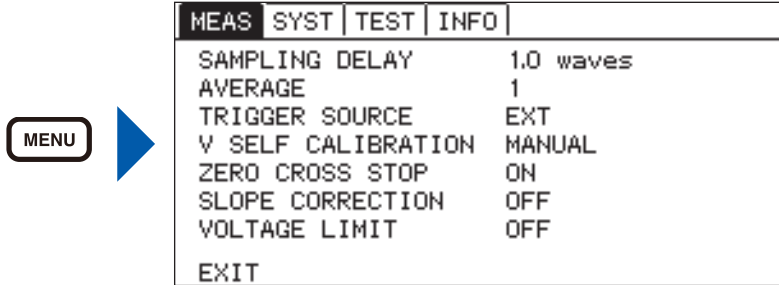 MENU
MEAS SYST TEST INFO
SAMPLING DELAY 1.0 waves
AVERAGE 1
TRIGGER SOURCE EXT
V SELF CALIBRATION MANUAL
ZERO CROSS STOP ON
SLOPE CORRECTION OFF
VOLTAGE LIMIT OFF
EXIT